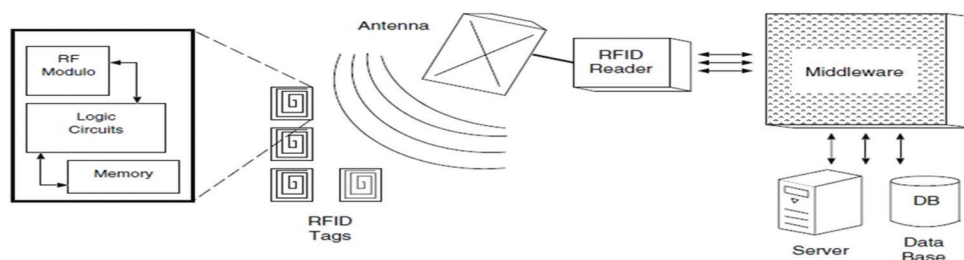 RF
Modulo
Logic
Circuits
Memory
RFID
Tags
Antenna
RFID
Reader
Middleware
Server
DB
Data
Base